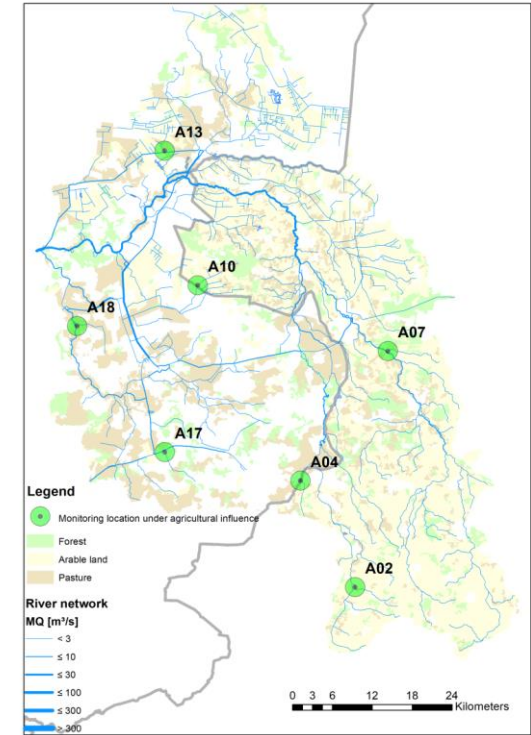 A13
A10
A18
A07
A17
A04
A02
Legend
Monitoring location under agricultural influence
Forest
Arable land
Pasture
River network
MQ [m³/s]
< 3
≤ 10
≤ 30
≤ 100
≤ 300
> 300
0 3 6 12 18 24
Kilometers